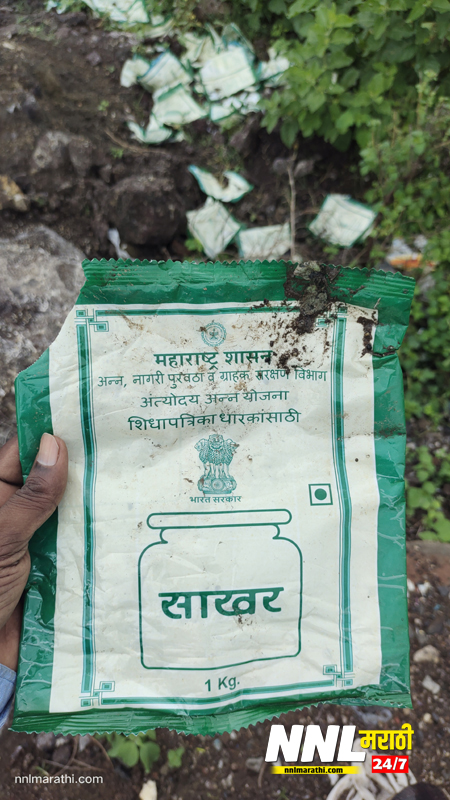 महाराष्ट्र शासन
अन्न, नागरी पुरवठा व ग्राहक संरक्षण विभाग
अंत्योदय अन्न योजना
शिधापत्रिका धारकांसाठी
भारत सरकार
साखर
1 Kg.
NNL मराठी
24/7
nnlmarathi.com
nnlmarathi.com